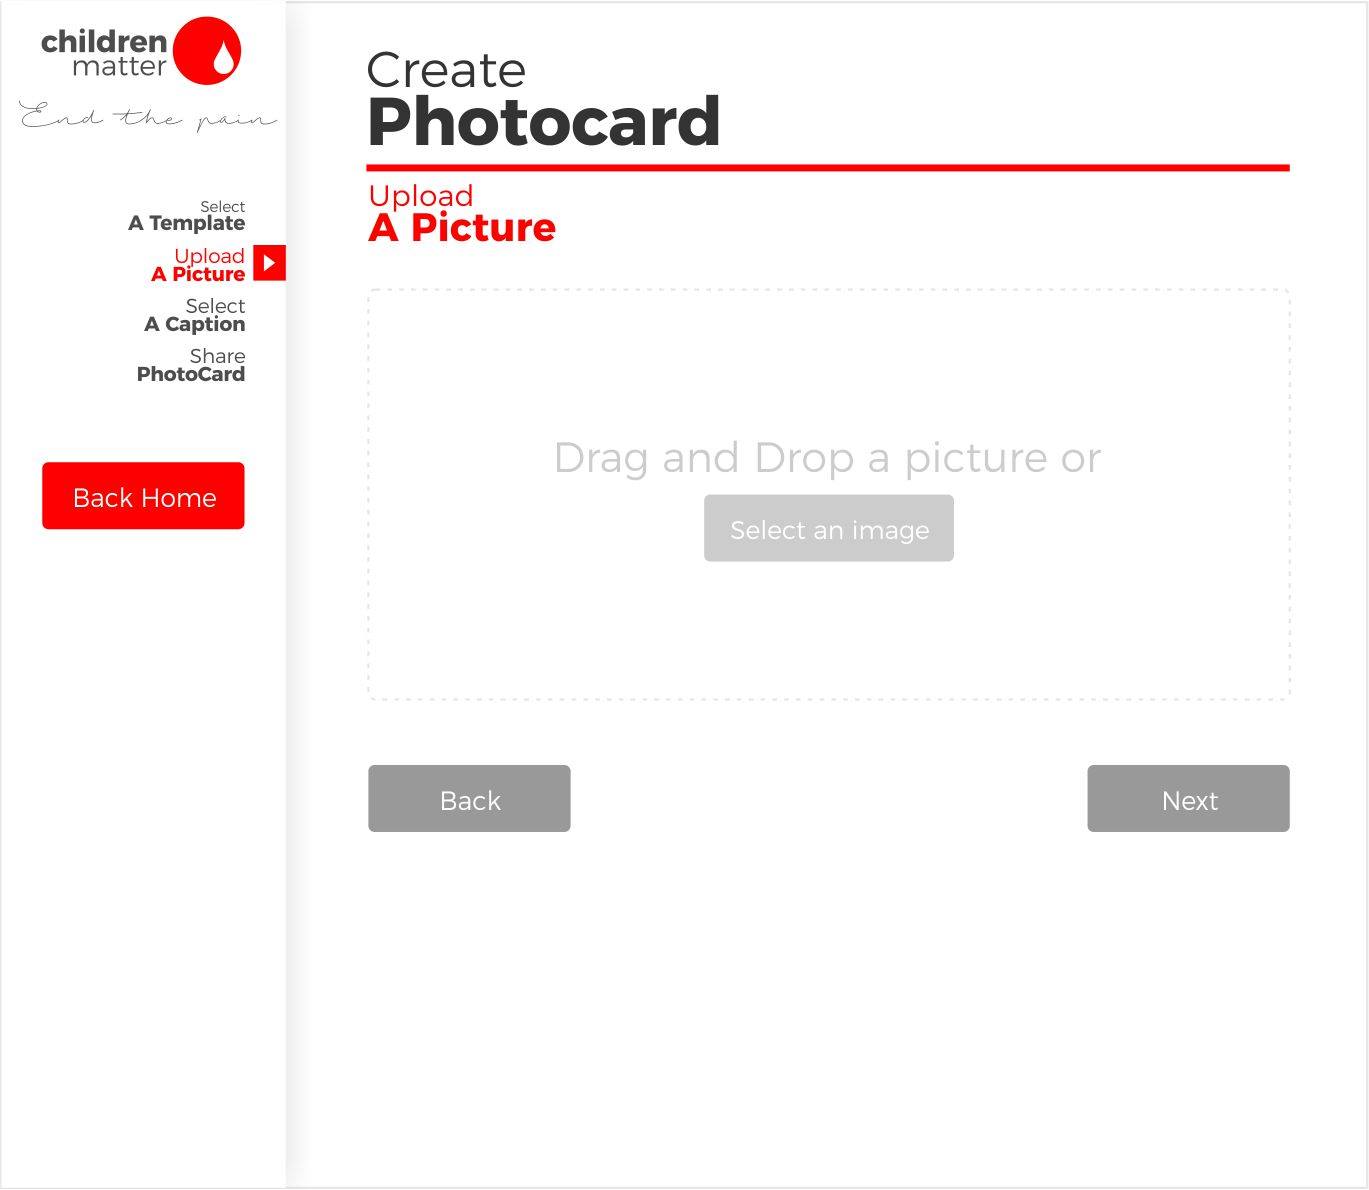 children
matter
End the pain
Select
A Template
Upload
A Picture
Select
A Caption
Share
PhotoCard
Back Home
Create
Photocard
Upload
A Picture
Drag and Drop a picture or
Select an image
Back
Next